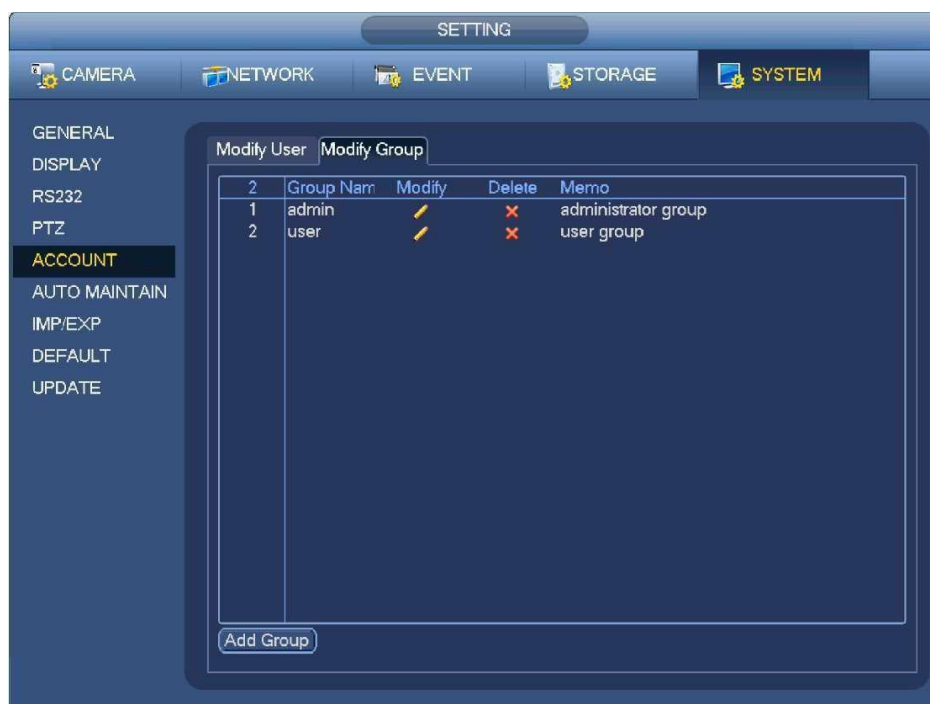 SETTING
CAMERA NETWORK EVENT STORAGE SYSTEM
GENERAL
DISPLAY
RS232
PTZ
ACCOUNT
AUTO MAINTAIN
IMP/EXP
DEFAULT
UPDATE
Modify User Modify Group
2 Group Nam Modify Delete Memo
1 admin administrator group
2 user user group
Add Group